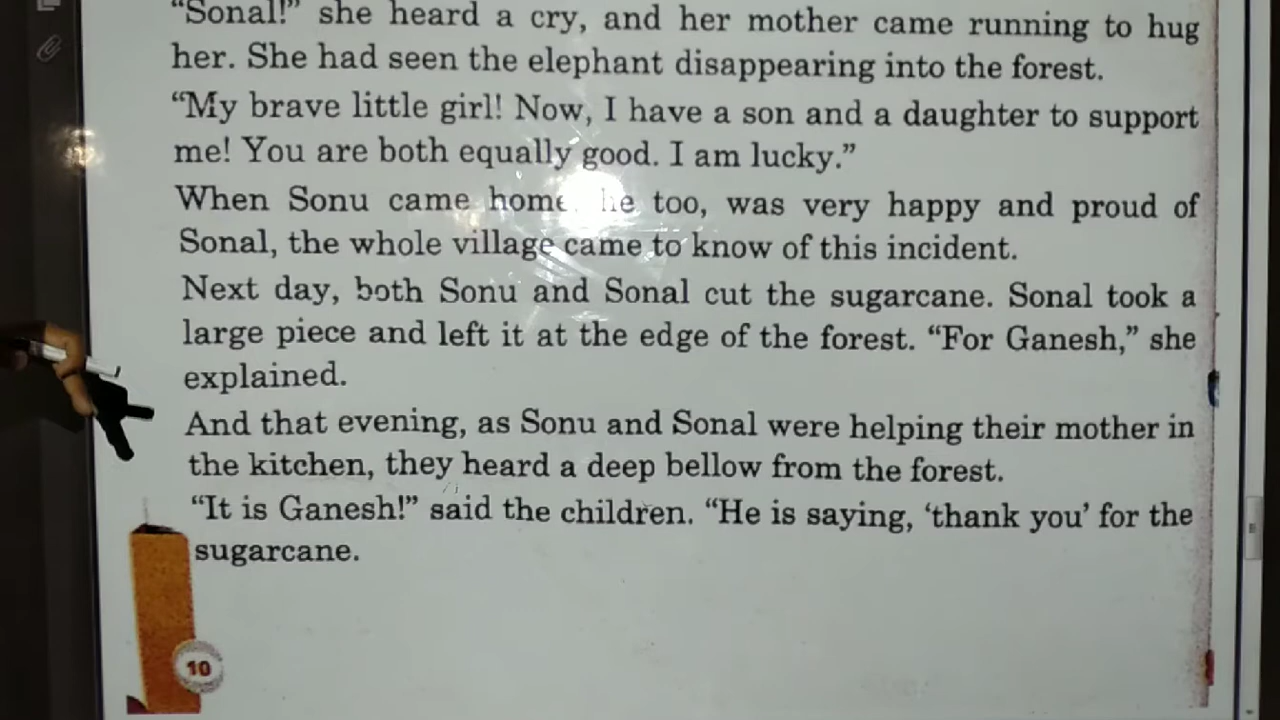 “Sonal!” she heard a cry, and her mother came running to hug
her. She had seen the elephant disappearing into the forest.
“My brave little girl! Now, I have a son and a daughter to support
me! You are both equally good. I am lucky.”
When Sonu came home, he too, was very happy and proud of
Sonal, the whole village came to know of this incident.
Next day, both Sonu and Sonal cut the sugarcane. Sonal took a
large piece and left it at the edge of the forest. “For Ganesh,” she
explained.
And that evening, as Sonu and Sonal were helping their mother in
the kitchen, they heard a deep bellow from the forest.
“It is Ganesh!” said the children. “He is saying, ‘thank you’ for the
sugarcane.
10